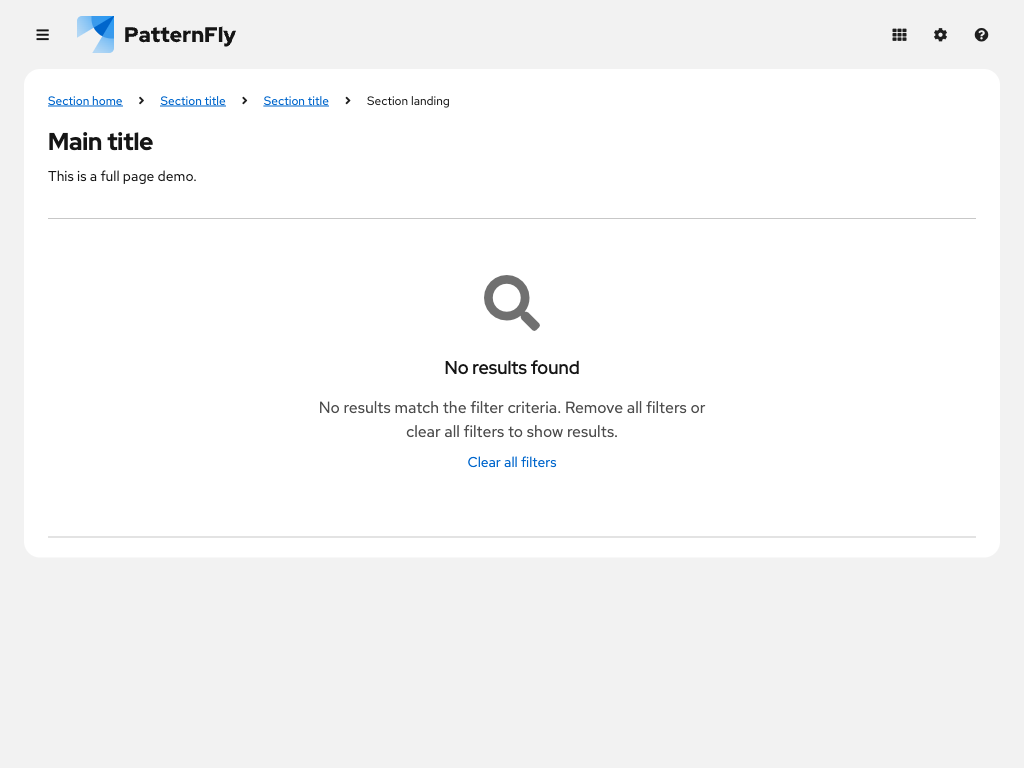 PatternFly
Section home Section title Section title Section landing
Main title
This is a full page demo.
No results found
No results match the filter criteria. Remove all filters or
clear all filters to show results.
Clear all filters